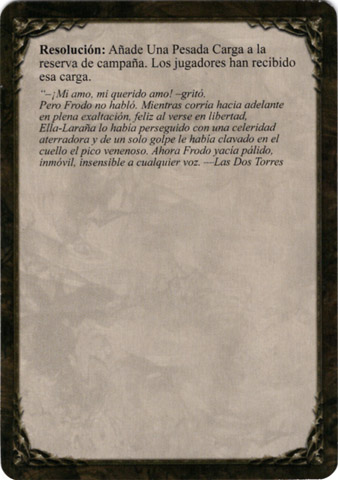 Resolución: Añade Una Pesada Carga a la
reserva de campaña. Los jugadores han recibido
esa carga.
“–¡Mi amo, mi querido amo! –gritó.
Pero Frodo no habló. Mientras corría hacia adelante
en plena exaltación, feliz al verse en libertad,
Ella-Laraña lo había perseguido con una celeridad
aterradora y de un solo golpe le había clavado en el
cuello el pico venenoso. Ahora Frodo yacía pálido,
inmóvil, insensible a cualquier voz. —Las Dos Torres